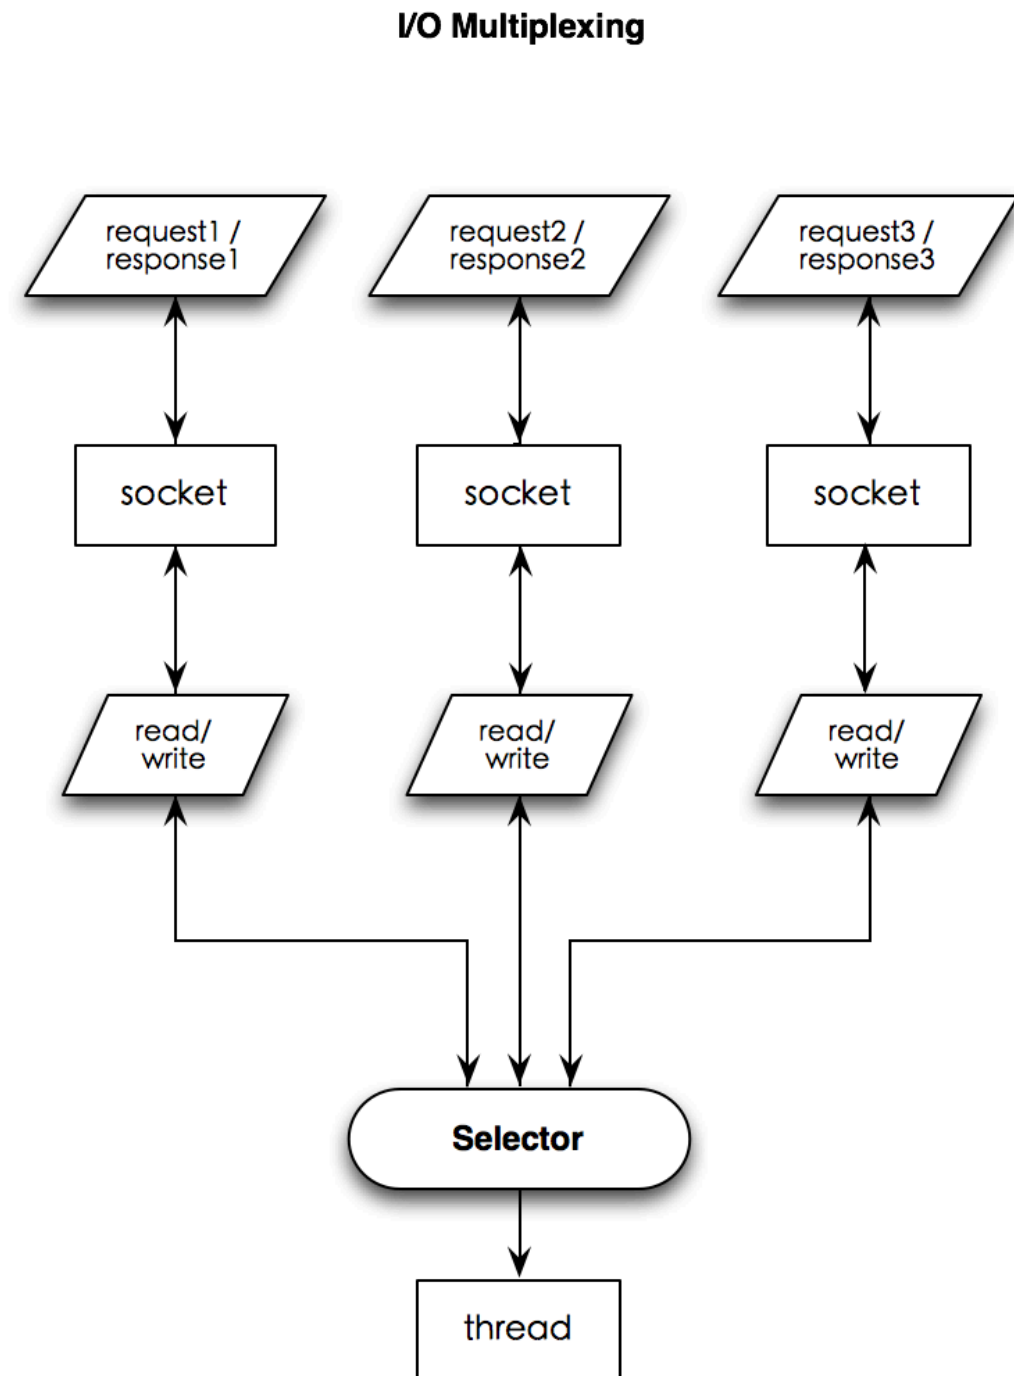 I/O Multiplexing
request1 /
response1
request2 /
response2
request3 /
response3
socket
socket
socket
read/
write
read/
write
read/
write
Selector
thread